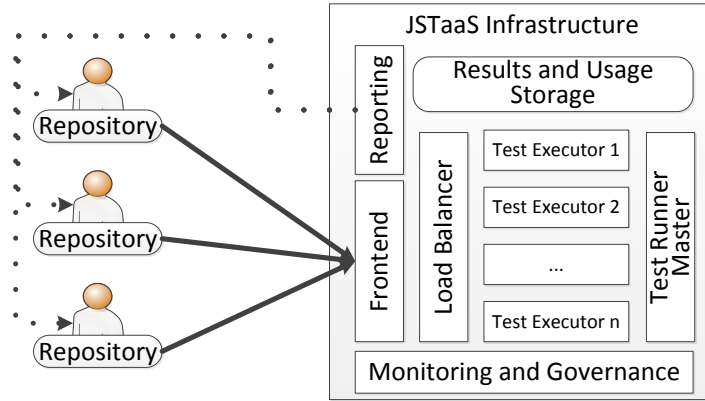 JSTaaS Infrastructure
Repository
Repository
Repository
Reporting
Frontend
Results and Usage
Storage
Load Balancer
Test Executor 1
Test Executor 2
...
Test Executor n
Test Runner
Master
Monitoring and Governance